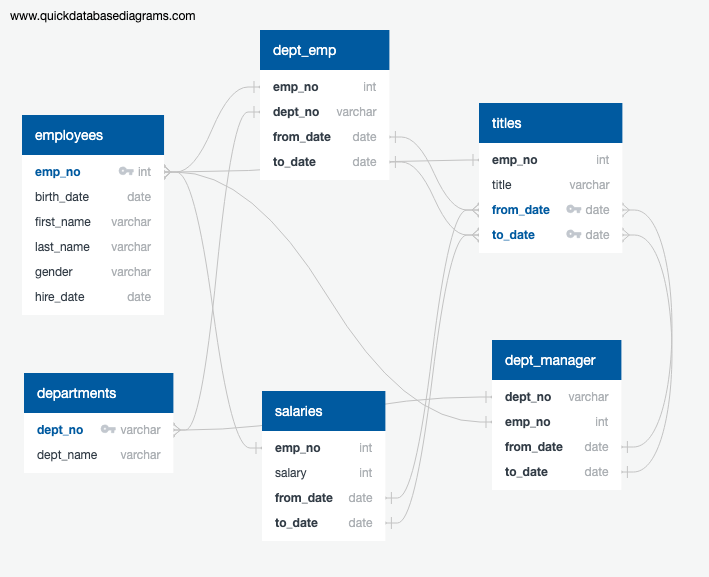 www.quickdatabasediagrams.com
dept_emp
emp_no int
dept_no varchar
from_date date
to_date date
employees
emp_no int
birth_date date
first_name varchar
last_name varchar
gender varchar
hire_date date
titles
emp_no int
title varchar
from_date date
to_date date
departments
dept_no varchar
dept_name varchar
salaries
emp_no int
salary int
from_date date
to_date date
dept_manager
dept_no varchar
emp_no int
from_date date
to_date date